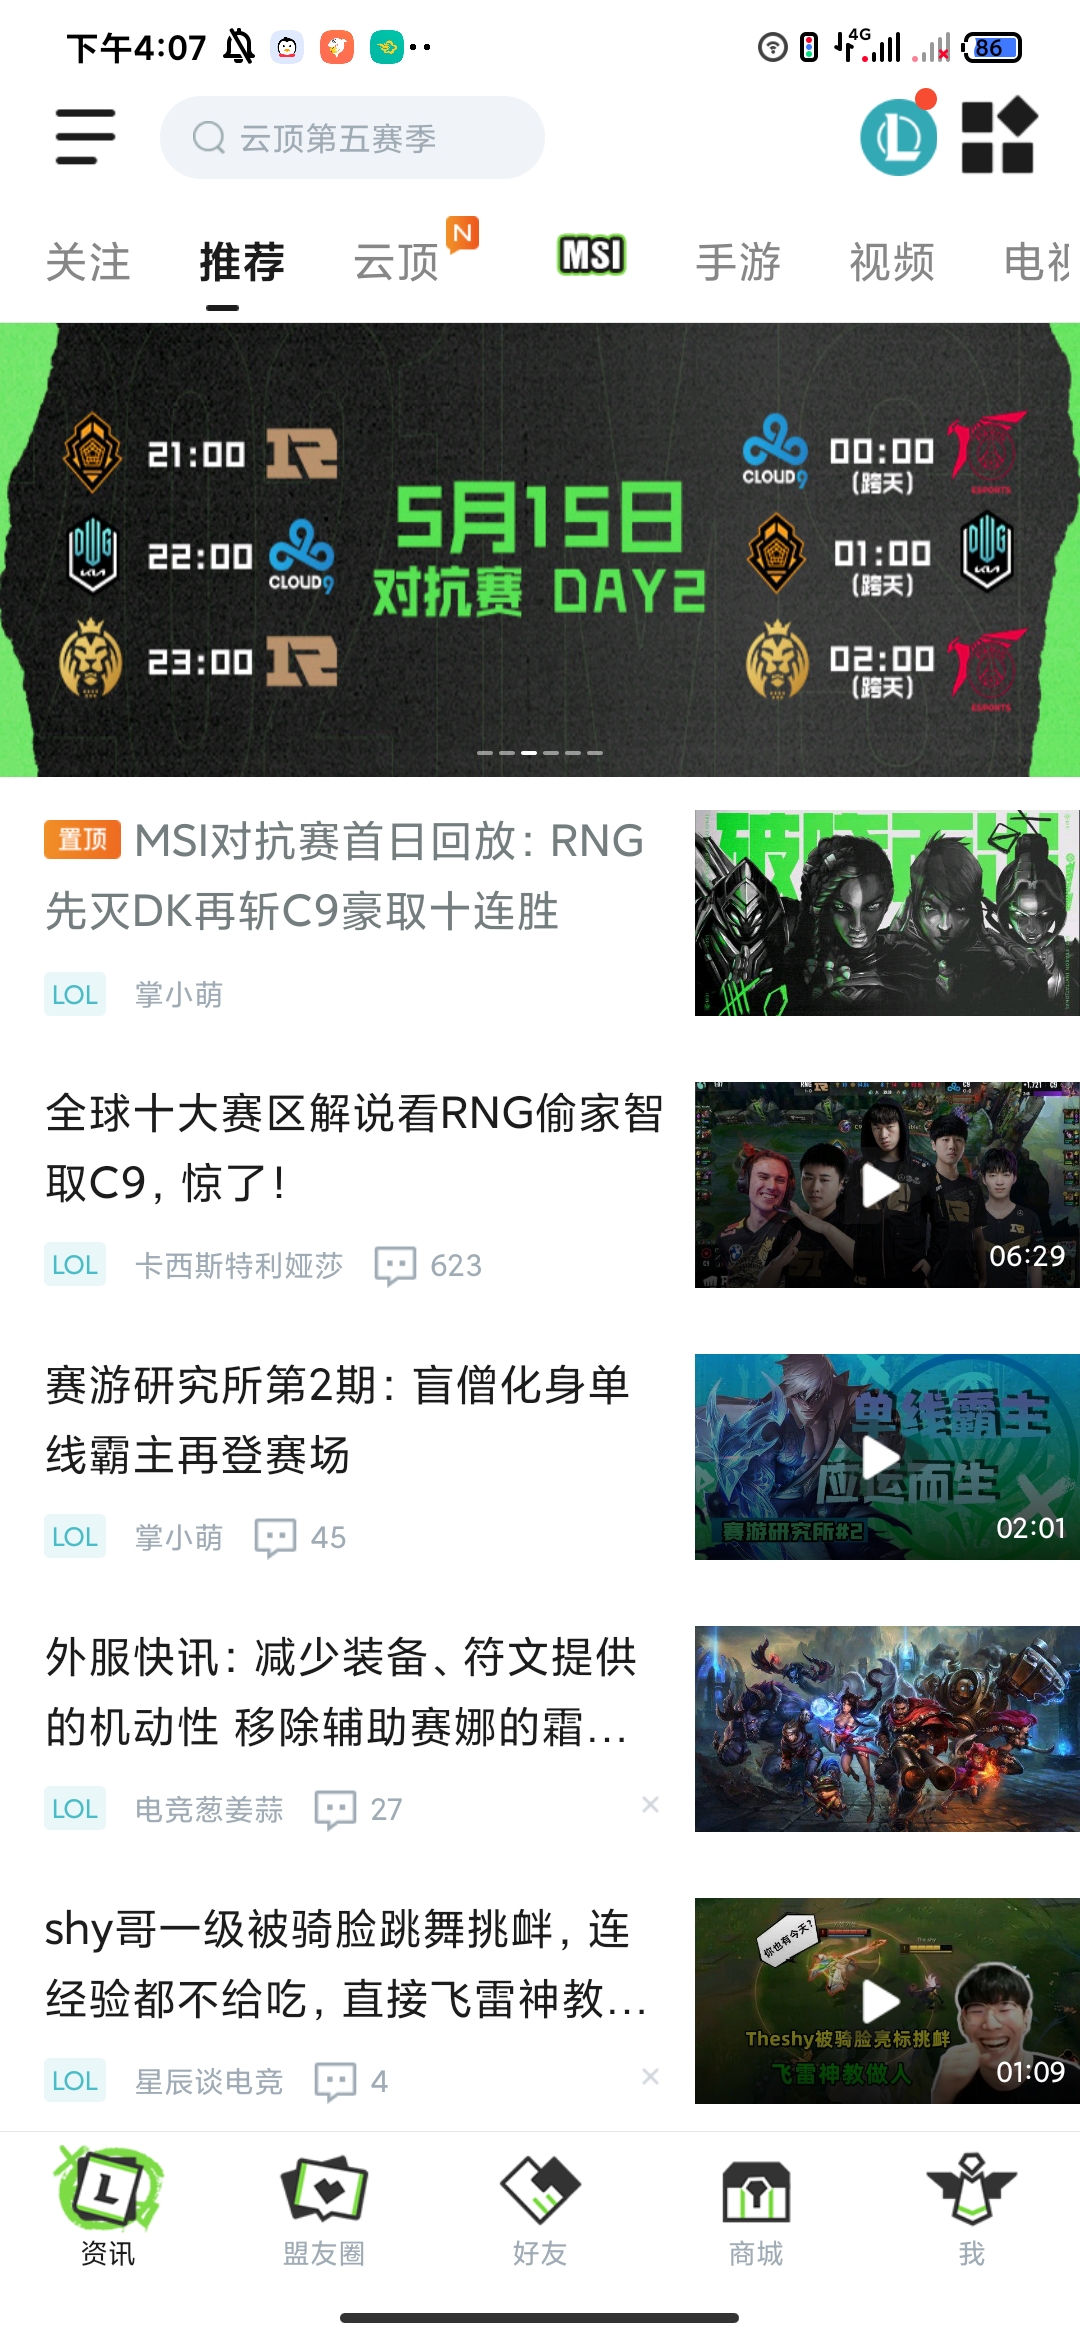 下午4:07
4G
86
云顶第五赛季
关注
推荐
云顶
N
MSI
手游
视频
21:00
CLOUD9
00:00
(跨天)
ESPORTS
22:00
CLOUD9
5月15日
对抗赛 DAY2
01:00
(跨天)
23:00
02:00
(跨天)
ESPORTS
置顶 MSI对抗赛首日回放：RNG
先灭DK再斩C9豪取十连胜
LOL 掌小萌
全球十大赛区解说看RNG偷家智
取C9，惊了！
LOL 卡西斯特利娅莎 623
06:29
赛游研究所第2期：盲僧化身单
线霸主再登赛场
LOL 掌小萌 45
单线霸主
应运而生
赛游研究所#2
02:01
外服快讯：减少装备、符文提供
的机动性 移除辅助赛娜的霜...
LOL 电竞葱姜蒜 27
shy哥一级被骑脸跳舞挑衅，连
经验都不给吃，直接飞雷神教...
LOL 星辰谈电竞 4
你也有今天?
Theshy被骑脸亮标挑衅
飞雷神教做人
01:09
资讯
盟友圈
好友
商城
我